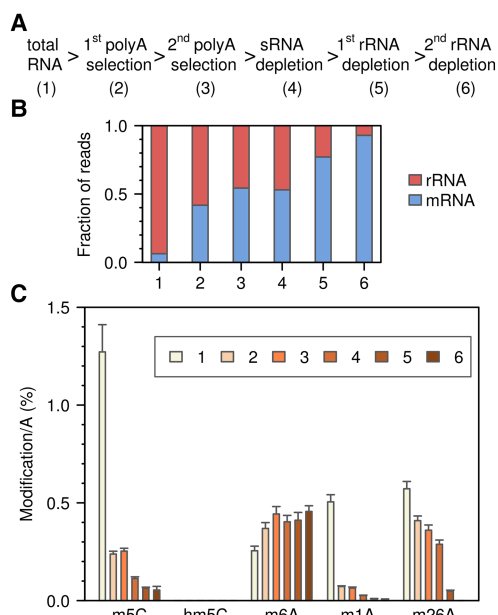 A
total RNA > 1st polyA selection > 2nd polyA selection > sRNA depletion > 1st rRNA depletion > 2nd rRNA depletion
(1) (2) (3) (4) (5) (6)
B
Fraction of reads
1.0
0.5
0.0
1 2 3 4 5 6
rRNA
mRNA
C
Modification/A (%)
1.5
1.0
0.5
0.0
1 2 3 4 5 6
m5C hm5C m6A m1A m26A